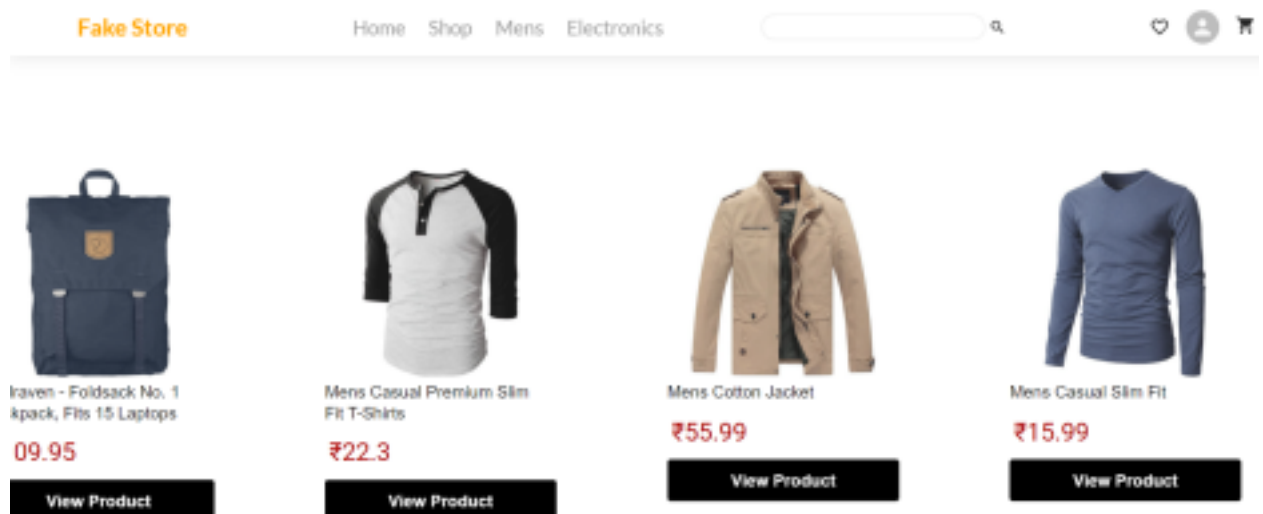 Fake Store
Home Shop Mens Electronics
raven - Foldsack No. 1
kpack, Fits 15 Laptops
09.95
View Product
Mens Casual Premium Slim
Fit T-Shirts
₹22.3
View Product
Mens Cotton Jacket
₹55.99
View Product
Mens Casual Slim Fit
₹15.99
View Product